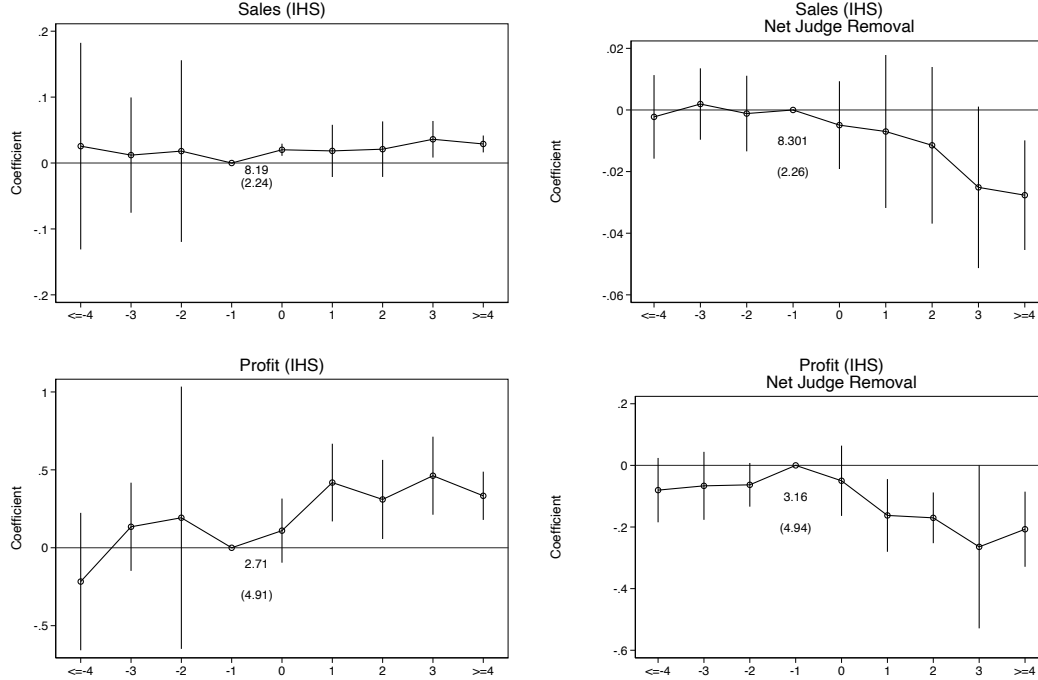 Sales (IHS)
.2
.1
0
-.1
-.2
Coefficient
8.19
(2.24)
<=-4 -3 -2 -1 0 1 2 3 >=4
Sales (IHS)
Net Judge Removal
.02
0
-.02
-.04
-.06
Coefficient
8.301
(2.26)
<=-4 -3 -2 -1 0 1 2 3 >=4
Profit (IHS)
1
.5
0
-.5
Coefficient
2.71
(4.91)
<=-4 -3 -2 -1 0 1 2 3 >=4
Profit (IHS)
Net Judge Removal
.2
0
-.2
-.4
-.6
Coefficient
3.16
(4.94)
<=-4 -3 -2 -1 0 1 2 3 >=4